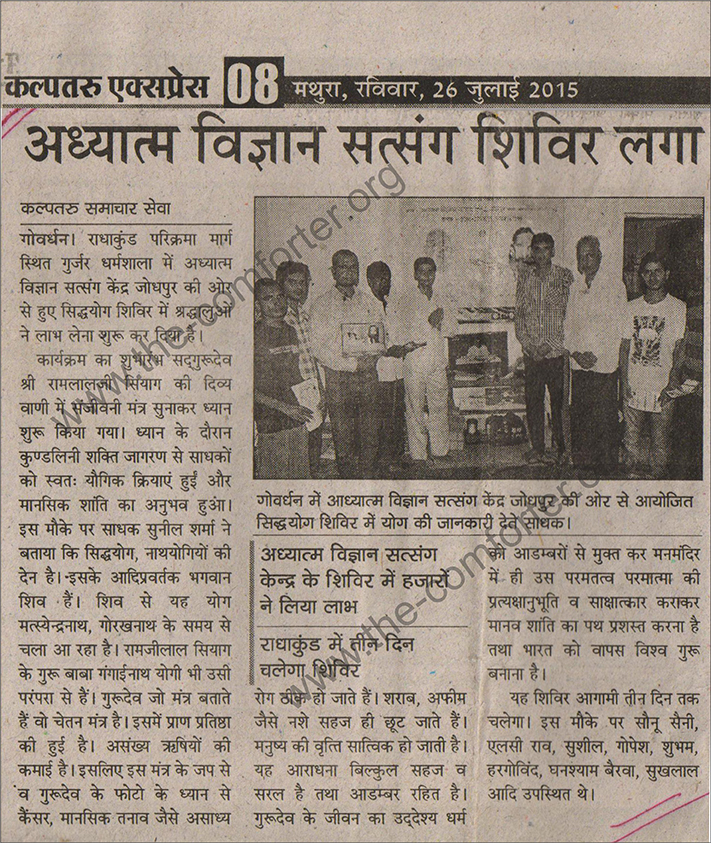 कल्पतरु एक्सप्रेस 08 मथुरा, रविवार, 26 जुलाई 2015
अध्यात्म विज्ञान सत्संग शिविर लगा
कल्पतरु समाचार सेवा
गोवर्धन। राधाकुंड परिक्रमा मार्ग
स्थित गुर्जर धर्मशाला में अध्यात्म
विज्ञान सत्संग केंद्र जोधपुर की ओर
से हुए सिद्धयोग शिविर में श्रद्धालुओं
ने लाभ लेना शुरू कर दिया है।
कार्यक्रम का शुभारंभ सद्‌गुरूदेव
श्री रामलालजी सियाग की दिव्य
वाणी में संजीवनी मंत्र सुनाकर ध्यान
शुरू किया गया। ध्यान के दौरान
कुण्डलिनी शक्ति जागरण से साधकों
को स्वतः यौगिक क्रियाएं हुईं और
मानसिक शांति का अनुभव हुआ।
इस मौके पर साधक सुनील शर्मा ने
बताया कि सिद्धयोग, नाथयोगियों की
देन है। इसके आदिप्रवर्तक भगवान
शिव हैं। शिव से यह योग
मत्स्येन्द्रनाथ, गोरखनाथ के समय से
चला आ रहा है। रामजीलाल सियाग
के गुरू बाबा गंगाईनाथ योगी भी उसी
परंपरा से हैं। गुरूदेव जो मंत्र बताते
हैं वो चेतन मंत्र है। इसमें प्राण प्रतिष्ठा
की हुई है। असंख्य ऋषियों की
कमाई है। इसलिए इस मंत्र के जप से
व गुरूदेव के फोटो के ध्यान से
कैंसर, मानसिक तनाव जैसे असाध्य
गोवर्धन में आध्यात्म विज्ञान सत्संग केंद्र जोधपुर की ओर से आयोजित
सिद्धयोग शिविर में योग की जानकारी देते साधक।
अध्यात्म विज्ञान सत्संग
केन्द्र के शिविर में हजारों
ने लिया लाभ
राधाकुंड में तीन दिन
चलेगा शिविर
रोग ठीक हो जाते हैं। शराब, अफीम
जैसे नशे सहज ही छूट जाते हैं।
मनुष्य की वृत्ति सात्विक हो जाती है।
यह आराधना बिल्कुल सहज व
सरल है तथा आडम्बर रहित है।
गुरूदेव के जीवन का उद्‌देश्य धर्म
को आडम्बरों से मुक्त कर मनमंदिर
में ही उस परमतत्व परमात्मा की
प्रत्यक्षानुभूति व साक्षात्कार कराकर
मानव शांति का पथ प्रशस्त करना है
तथा भारत को वापस विश्व गुरू
बनाना है।
यह शिविर आगामी तीन दिन तक
चलेगा। इस मौके पर सौनू सैनी,
एलसी राव, सुशील, गोपेश, शुभम,
हरगोविंद, घनश्याम बैरवा, सुखलाल
आदि उपस्थित थे।
www.the-comforter.org
www.the-comforter.org